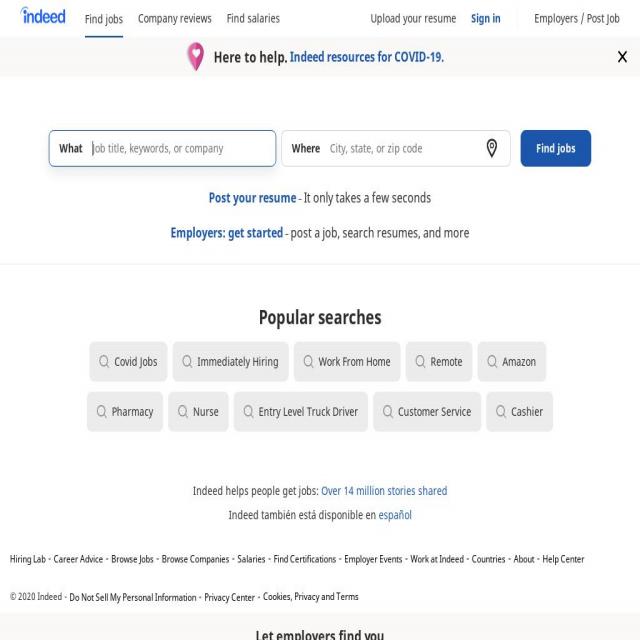 indeed Find jobs Company reviews Find salaries Upload your resume Sign in Employers / Post Job
Here to help. Indeed resources for COVID-19.
What Job title, keywords, or company Where City, state, or zip code Find jobs
Post your resume - It only takes a few seconds
Employers: get started - post a job, search resumes, and more
Popular searches
Covid Jobs Immediately Hiring Work From Home Remote Amazon
Pharmacy Nurse Entry Level Truck Driver Customer Service Cashier
Indeed helps people get jobs: Over 14 million stories shared
Indeed también está disponible en español
Hiring Lab - Career Advice - Browse Jobs - Browse Companies - Salaries - Find Certifications - Employer Events - Work at Indeed - Countries - About - Help Center
© 2020 Indeed - Do Not Sell My Personal Information - Privacy Center - Cookies, Privacy and Terms
Let employers find you